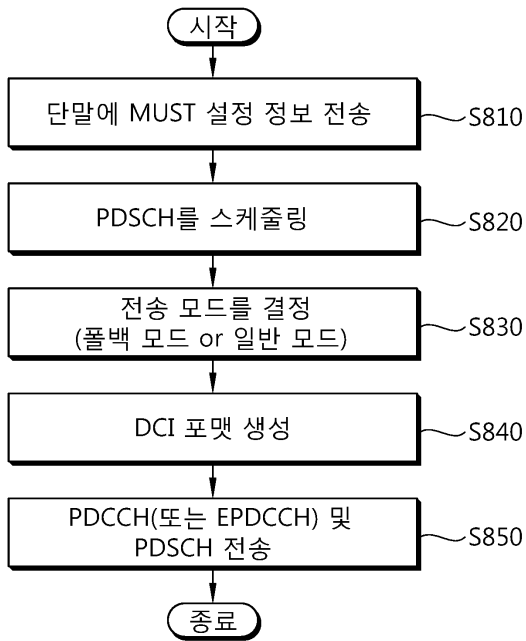 시작
단말에 MUST 설정 정보 전송
S810
PDSCH를 스케줄링
S820
전송 모드를 결정
(폴백 모드 or 일반 모드)
S830
DCI 포맷 생성
S840
PDCCH(또는 EPDCCH) 및
PDSCH 전송
S850
종료